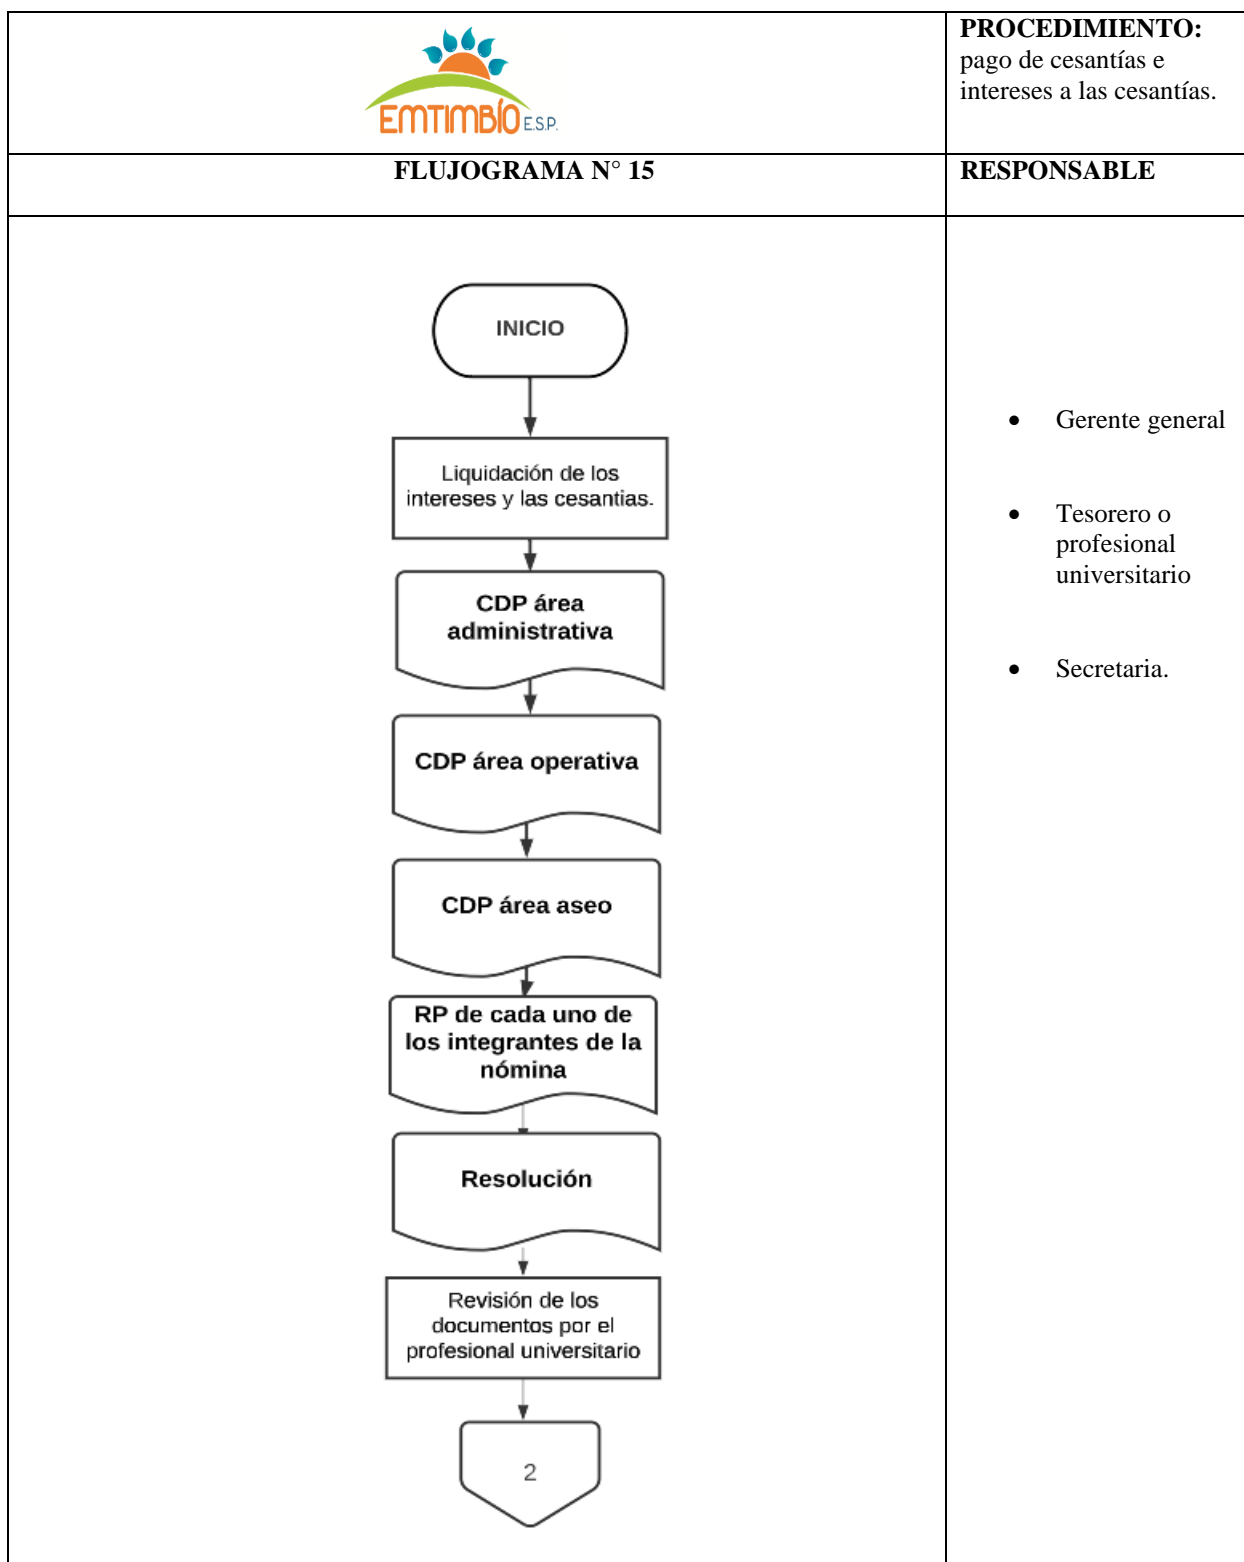 EMTIMBÍO E.S.P.
PROCEDIMIENTO:
pago de cesantías e
intereses a las cesantías.
FLUJOGRAMA N° 15
RESPONSABLE
INICIO
Liquidación de los
intereses y las cesantias.
CDP área
administrativa
CDP área operativa
CDP área aseo
RP de cada uno de
los integrantes de la
nómina
Resolución
Revisión de los
documentos por el
profesional universitario
2
• Gerente general
• Tesorero o
profesional
universitario
• Secretaria.